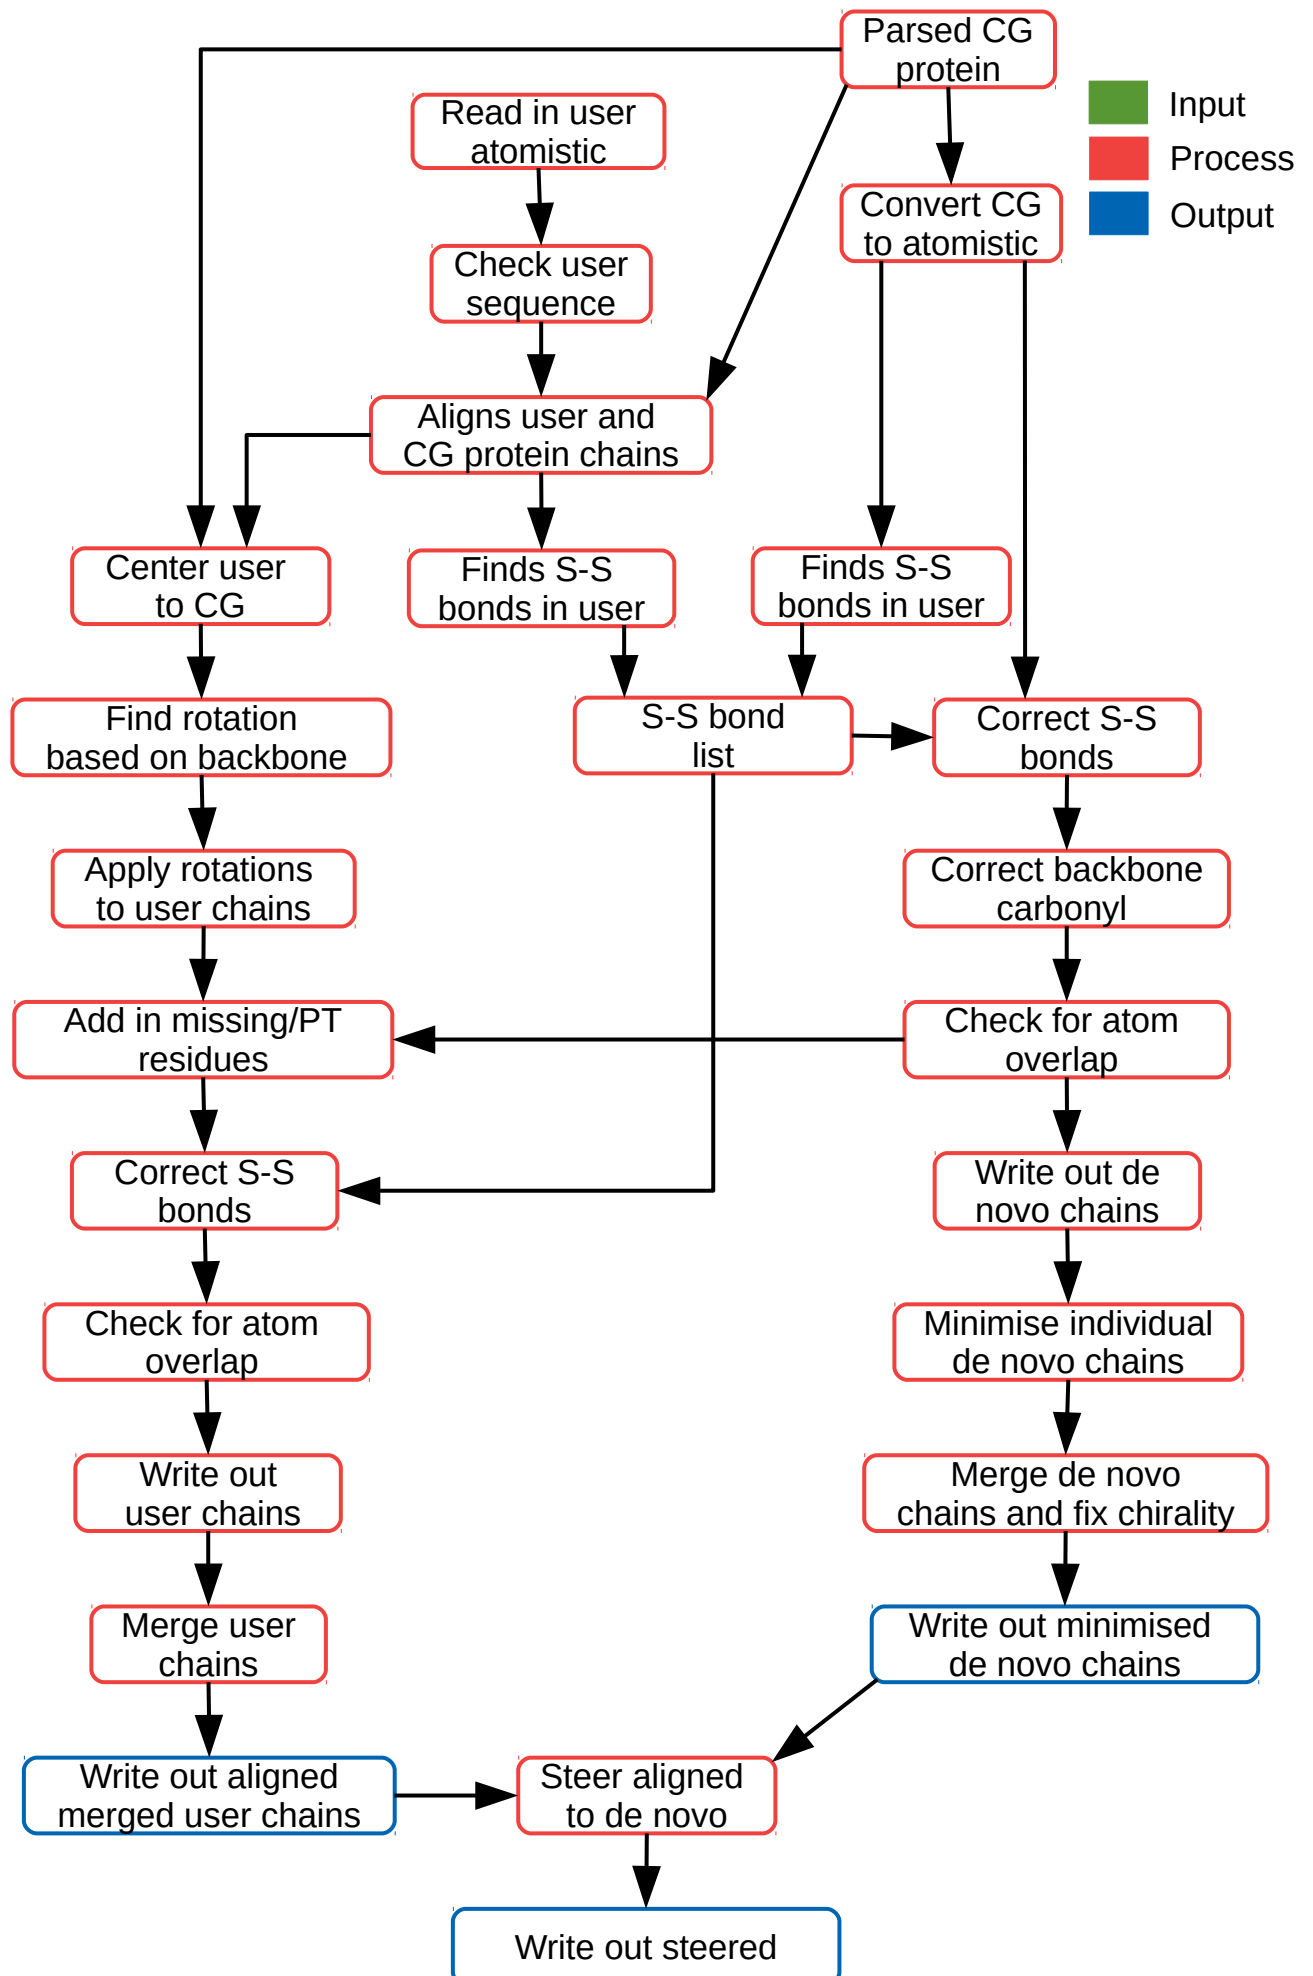 Parsed CG
protein
Input
Process
Output
Read in user
atomistic
Convert CG
to atomistic
Check user
sequence
Aligns user and
CG protein chains
Center user
to CG
Finds S-S
bonds in user
Finds S-S
bonds in user
Find rotation
based on backbone
S-S bond
list
Correct S-S
bonds
Apply rotations
to user chains
Correct backbone
carbonyl
Add in missing/PT
residues
Check for atom
overlap
Correct S-S
bonds
Write out de
novo chains
Check for atom
overlap
Minimise individual
de novo chains
Write out
user chains
Merge de novo
chains and fix chirality
Merge user
chains
Write out minimised
de novo chains
Write out aligned
merged user chains
Steer aligned
to de novo
Write out steered